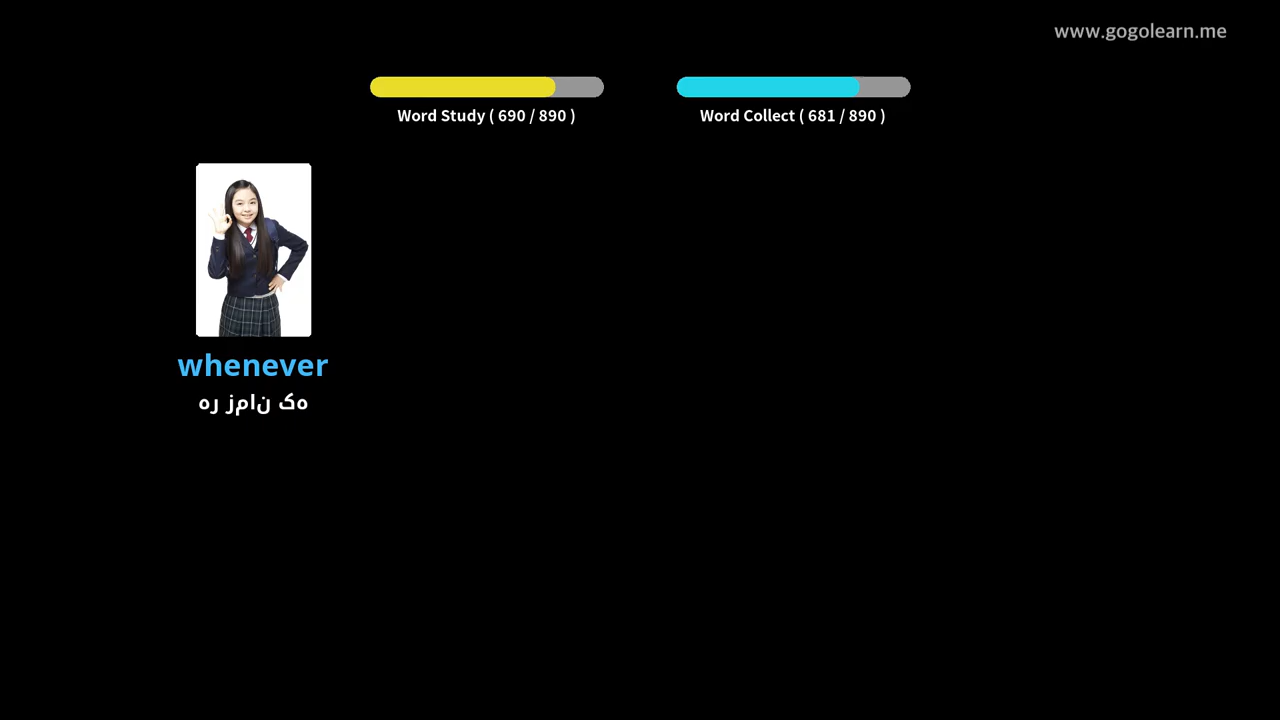 www.gogolearn.me
Word Study ( 690 / 890 )
Word Collect ( 681 / 890 )
whenever
هر زمان که